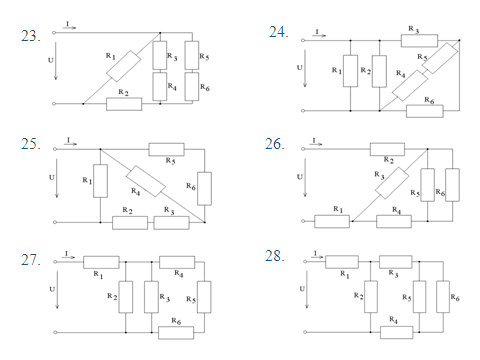 23. I U R1 R2 R3 R4 R5 R6
24. I U R1 R2 R3 R4 R5 R6
25. I U R1 R2 R3 R4 R5 R6
26. I U R1 R2 R3 R4 R5 R6
27. I U R1 R2 R3 R4 R5 R6
28. I U R1 R2 R3 R4 R5 R6